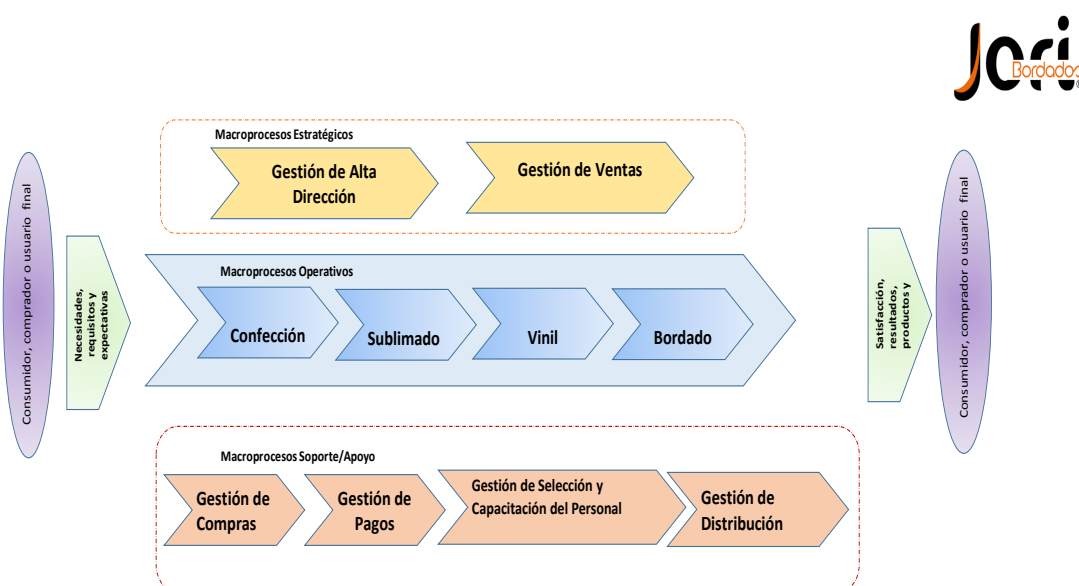 Jori
Bordados
®
Macroprocesos Estratégicos
Gestión de Alta
Dirección
Gestión de Ventas
Consumidor, comprador o usuario final
Necesidades,
requisitos y
expectativas
Macroprocesos Operativos
Confección
Sublimado
Vinil
Bordado
Satisfacción,
resultados,
productos y
Consumidor, comprador o usuario final
Macroprocesos Soporte/Apoyo
Gestión de
Compras
Gestión de
Pagos
Gestión de Selección y
Capacitación del Personal
Gestión de
Distribución